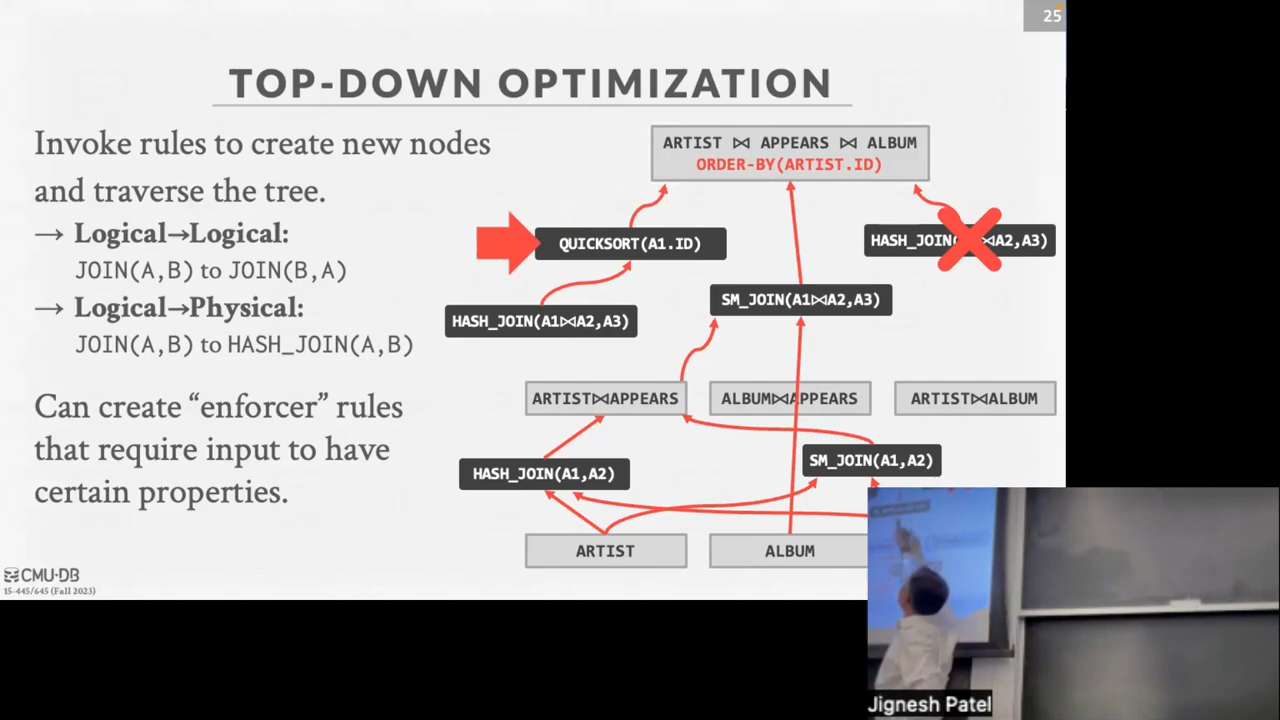 25
TOP-DOWN OPTIMIZATION
Invoke rules to create new nodes
and traverse the tree.
→ Logical→Logical:
JOIN(A,B) to JOIN(B,A)
→ Logical→Physical:
JOIN(A,B) to HASH_JOIN(A,B)
Can create “enforcer” rules
that require input to have
certain properties.
ARTIST ⋈ APPEARS ⋈ ALBUM
ORDER-BY(ARTIST.ID)
QUICKSORT(A1.ID)
HASH_JOIN(A1⋈A2,A3)
SM_JOIN(A1⋈A2,A3)
HASH_JOIN(A1⋈A2,A3)
ARTIST⋈APPEARS
ALBUM⋈APPEARS
ARTIST⋈ALBUM
HASH_JOIN(A1,A2)
SM_JOIN(A1,A2)
ARTIST
ALBUM
CMU·DB
15-445/645 (Fall 2023)
Jignesh Patel